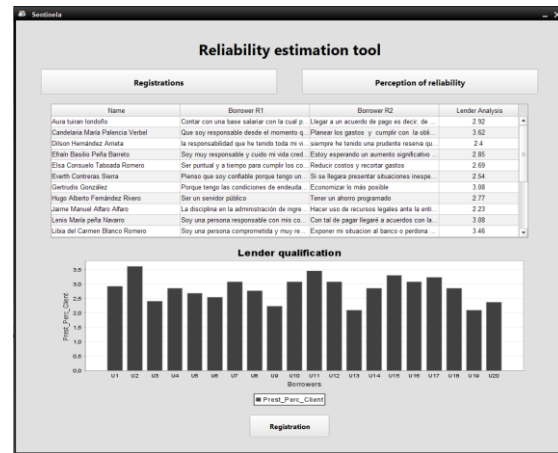 Sentinela
Reliability estimation tool
Registrations Perception of reliability
Name Borrower R1 Borrower R2 Lender Analysis
Aura tuiran londoño Contar con una base salariar con la cual p... Llegar a un acuerdo de pago es decir, de ... 2.92
Candelaria María Palencia Verbel Que soy responsable desde el momento q... Planear los gastos y cumplir con la obli... 3.62
Dilson Hernández Arrieta la responsabilidad que he tenido toda mi vi... siempre he tenido una prudente reserva qu... 2.4
Efraín Basilio Peña Barreto Soy muy responsable y cuido mi vida cred... Estoy esperando un aumento significativo ... 2.85
Elsa Consuelo Taboada Romero Ser puntual y a tiempo para cumplir los co... Reducir costos y recortar gastos 2.69
Everth Contreras Sierra Pienso que soy confiable porque tengo un... Si se llegara presentar situaciones inespe... 2.54
Gertrudis González Porque tengo las condiciones de endeuda... Economizar lo más posible 3.08
Hugo Alberto Fernández Rivero Ser un servidor público Tener un ahorro programado 2.77
Jaime Manuel Alfaro Alfaro La disciplina en la administración de ingre... Hacer uso de recursos legales ante la enti... 2.23
Lenis María peña Navarro Soy una persona responsable con mis co... Con tal de pagar llegaré a acuerdos con la... 3.08
Libia del Carmen Blanco Romero Soy una persona comprometida y muy re... Exponer mi situacion al banco o perdona ... 3.46
Lender qualification
Prest_Perc_Client
3.5
3.0
2.5
2.0
1.5
1.0
0.5
0.0
U1 U2 U3 U4 U5 U6 U7 U8 U9 U10 U11 U12 U13 U14 U15 U16 U17 U18 U19 U20
Borrowers
Prest_Perc_Client
Registration